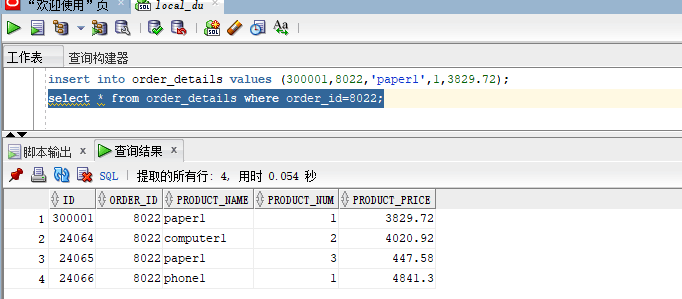 “欢迎使用”页 local_du
SQL
工作表 查询构建器
insert into order_details values (300001,8022,'paper1',1,3829.72);
select * from order_details where order_id=8022;
脚本输出 x 查询结果 x
SQL | 提取的所有行: 4, 用时 0.054 秒
ID ORDER_ID PRODUCT_NAME PRODUCT_NUM PRODUCT_PRICE
1 300001 8022 paper1 1 3829.72
2 24064 8022 computer1 2 4020.92
3 24065 8022 paper1 3 447.58
4 24066 8022 phone1 1 4841.3